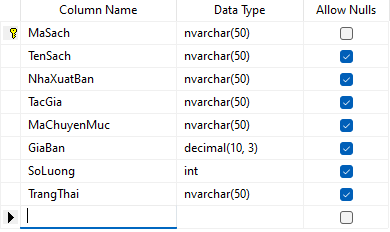 Column Name Data Type Allow Nulls
MaSach nvarchar(50)
TenSach nvarchar(50)
NhaXuatBan nvarchar(50)
TacGia nvarchar(50)
MaChuyenMuc nvarchar(50)
GiaBan decimal(10, 3)
SoLuong int
TrangThai nvarchar(50)